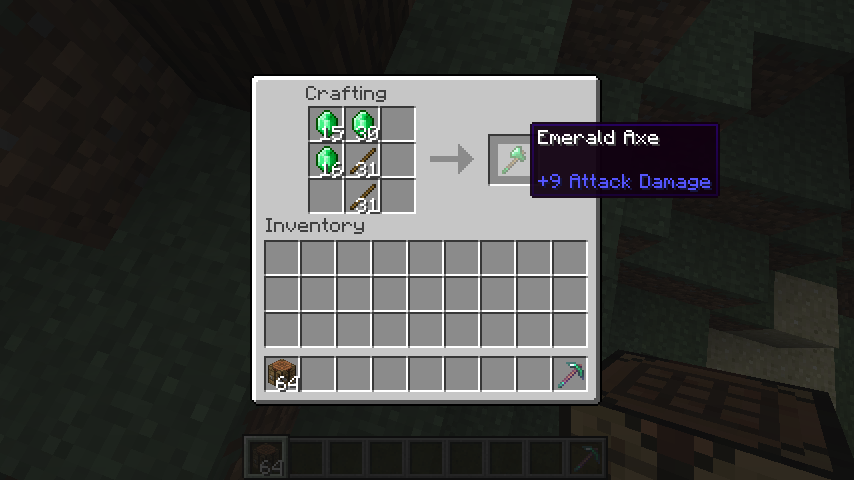 Crafting
15 30
Emerald Axe
16 31
+9 Attack Damage
31
Inventory
64
64